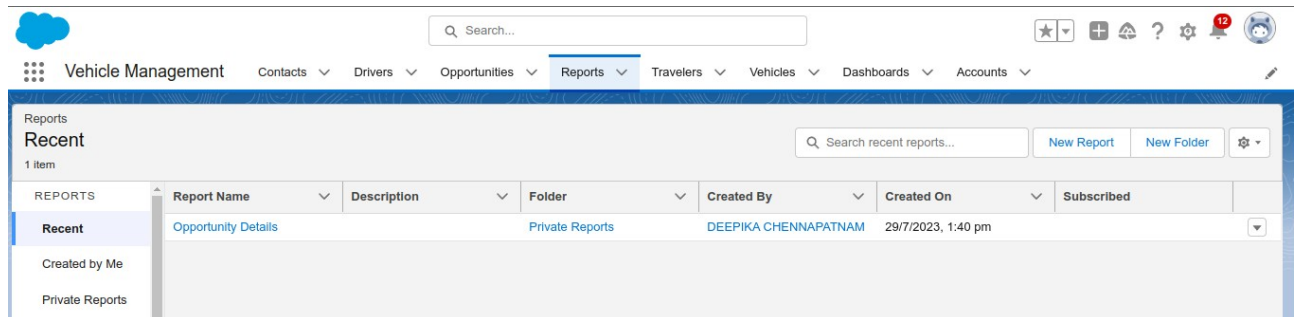 Search...
12
Vehicle Management Contacts Drivers Opportunities Reports Travelers Vehicles Dashboards Accounts
Reports
Recent
1 item
Search recent reports...
New Report
New Folder
REPORTS
Report Name Description Folder Created By Created On Subscribed
Recent
Opportunity Details Private Reports DEEPIKA CHENNAPATNAM 29/7/2023, 1:40 pm
Created by Me
Private Reports